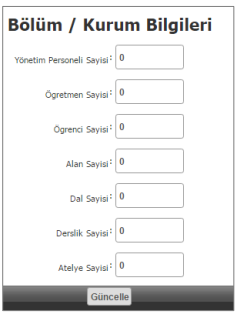 Bölüm / Kurum Bilgileri
Yönetim Personeli Sayisi: 0
Ögretmen Sayisi: 0
Ögrenci Sayisi: 0
Alan Sayisi: 0
Dal Sayisi: 0
Derslik Sayisi: 0
Atelye Sayisi: 0
Güncelle